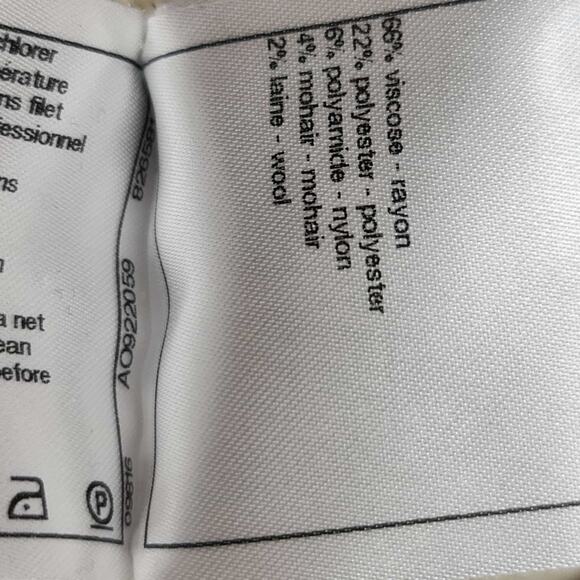 chlorer
pérature
ns filet
fessionnel
ns
a net
ean
before
P
09616
AO922059
66% viscose - rayon
22% polyester - polyester
6% polyamide - nylon
4% mohair - mohair
2% laine - wool